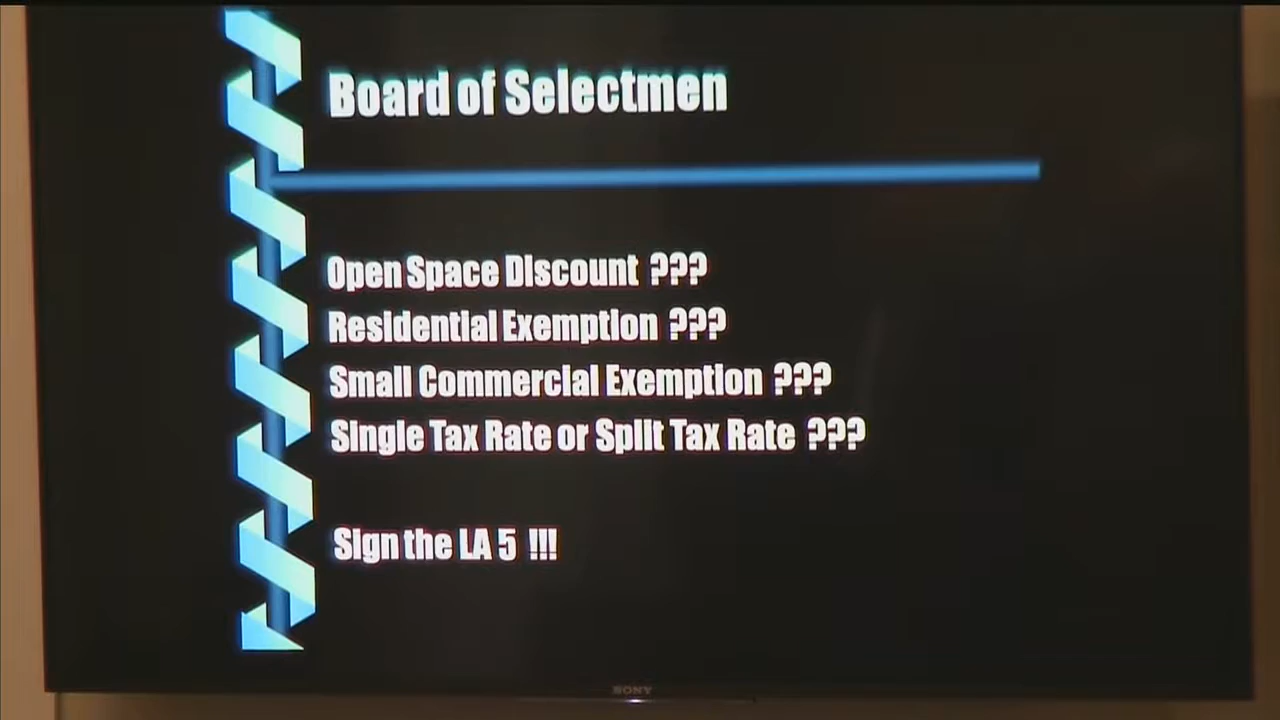 Board of Selectmen
Open Space Discount ???
Residential Exemption ???
Small Commercial Exemption ???
Single Tax Rate or Split Tax Rate ???
Sign the LA 5 !!!
SONY